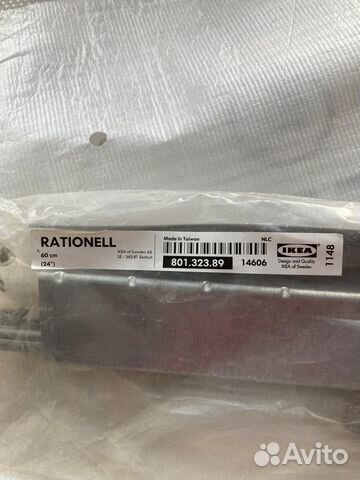 RATIONELL
60 cm
(24")
IKEA of Sweden AB
SE - 343 81 Älmhult
Made in Taiwan
NLC
801.323.89
14606
IKEA
Design and Quality
IKEA of Sweden
1148
Avito